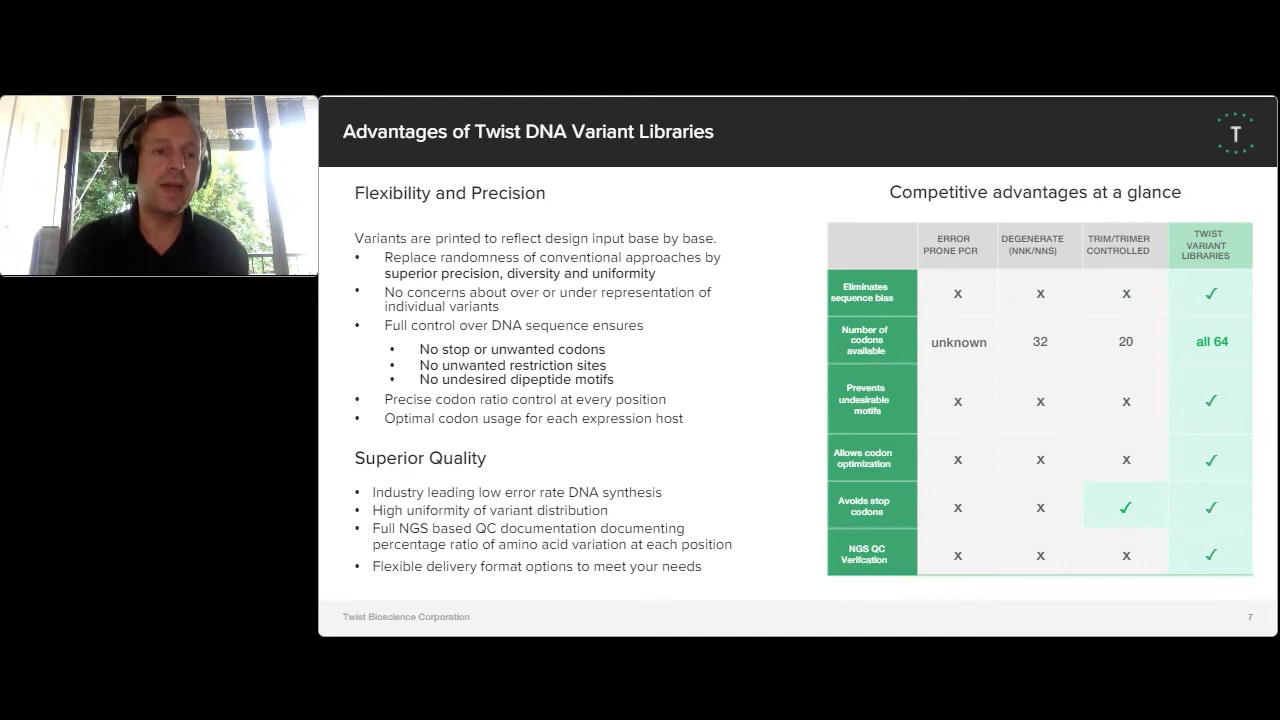 Advantages of Twist DNA Variant Libraries
T
Flexibility and Precision
Variants are printed to reflect design input base by base.
• Replace randomness of conventional approaches by
superior precision, diversity and uniformity
• No concerns about over or under representation of
individual variants
• Full control over DNA sequence ensures
• No stop or unwanted codons
• No unwanted restriction sites
• No undesired dipeptide motifs
• Precise codon ratio control at every position
• Optimal codon usage for each expression host
Superior Quality
• Industry leading low error rate DNA synthesis
• High uniformity of variant distribution
• Full NGS based QC documentation documenting
percentage ratio of amino acid variation at each position
• Flexible delivery format options to meet your needs
Competitive advantages at a glance
ERROR
PRONE PCR
DEGENERATE
(NNK/NNS)
TRIM/TRIMER
CONTROLLED
TWIST
VARIANT
LIBRARIES
Eliminates
sequence bias
x x x ✓
Number of
codons
available
unknown 32 20 all 64
Prevents
undesirable
motifs
x x x ✓
Allows codon
optimization
x x x ✓
Avoids stop
codons
x x ✓ ✓
NGS QC
Verifcation
x x x ✓
Twist Bioscience Corporation
7